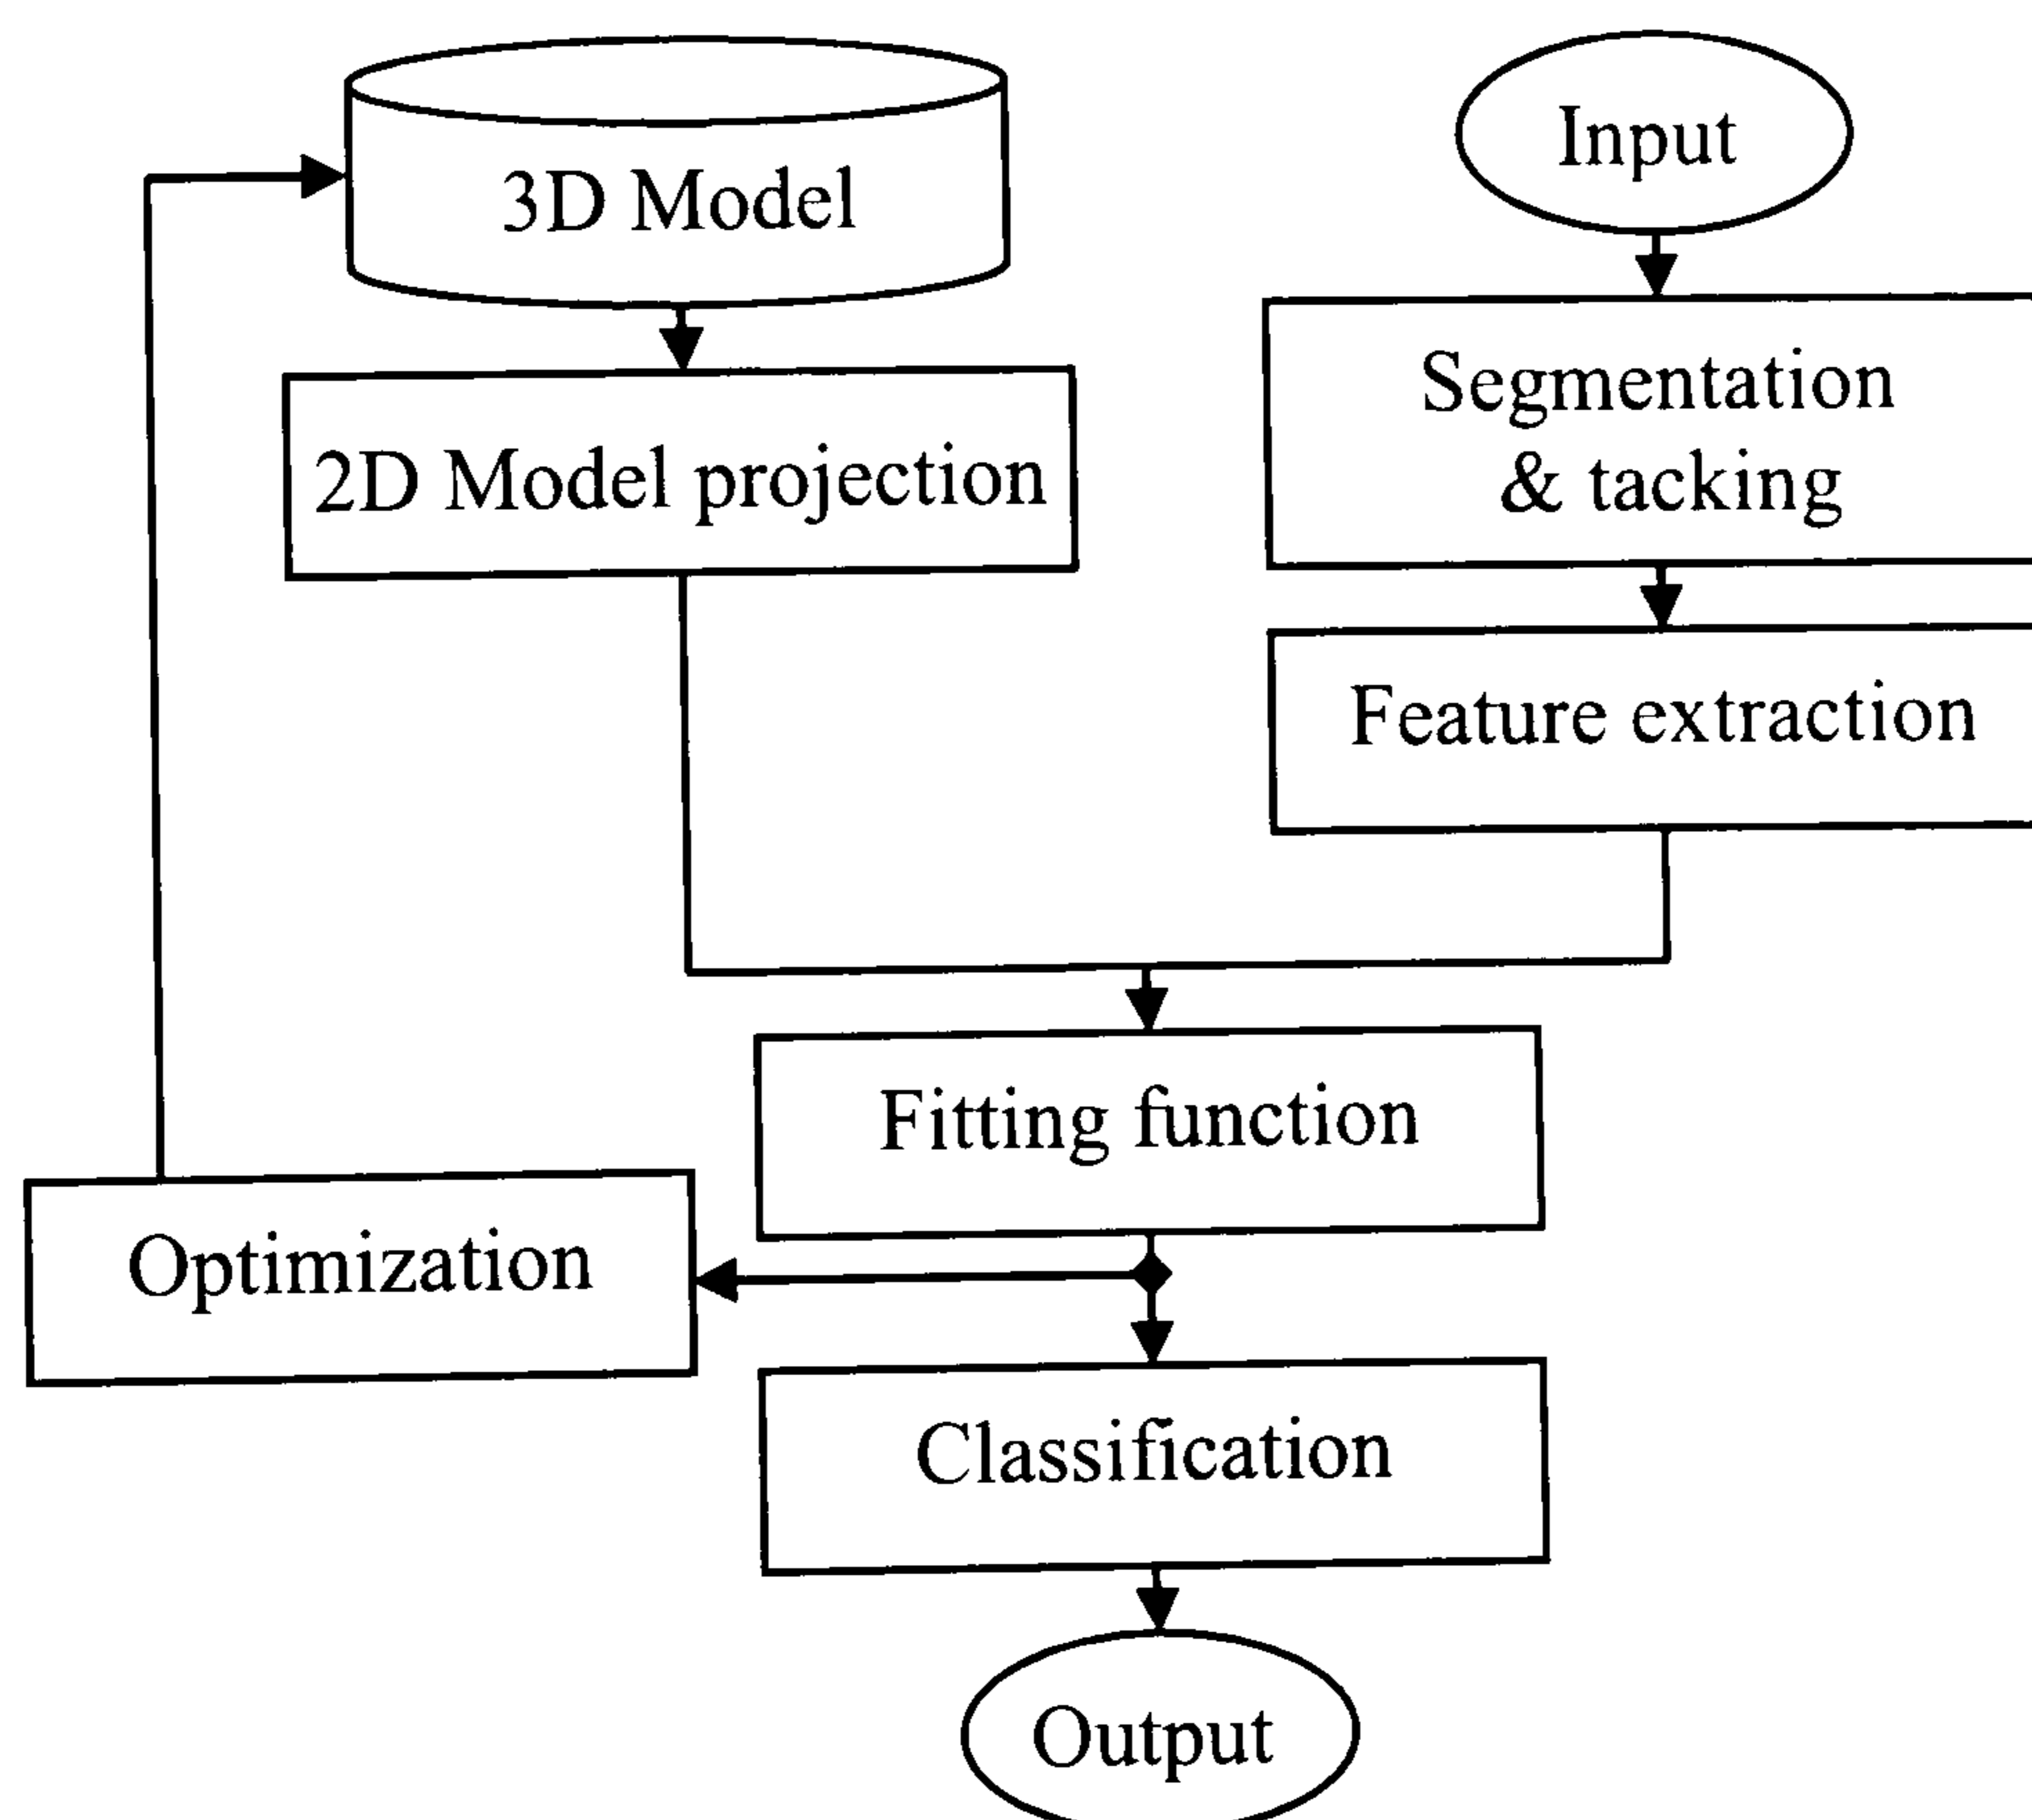 3D Model
Input
2D Model projection
Segmentation
& tacking
Feature extraction
Fitting function
Optimization
Classification
Output